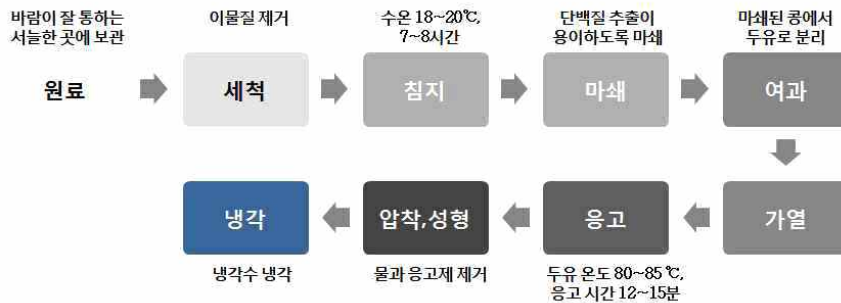 바람이 잘 통하는
서늘한 곳에 보관
이물질 제거
수온 18~20℃,
7~8시간
단백질 추출이
용이하도록 마쇄
마쇄된 콩에서
두유로 분리
원료
세척
침지
마쇄
여과
냉각
압착,성형
응고
가열
냉각수 냉각
물과 응고제 제거
두유 온도 80~85℃,
응고 시간 12~15분